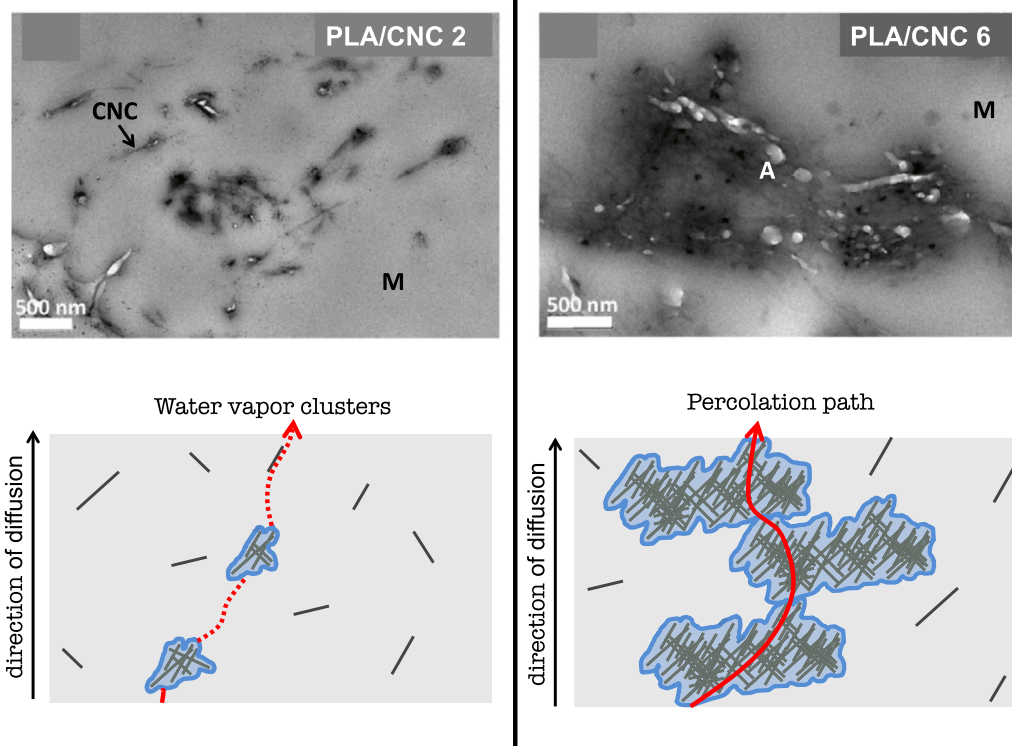 PLA/CNC 2
CNC
M
500 nm
PLA/CNC 6
M
A
500 nm
Water vapor clusters
direction of diffusion
Percolation path
direction of diffusion